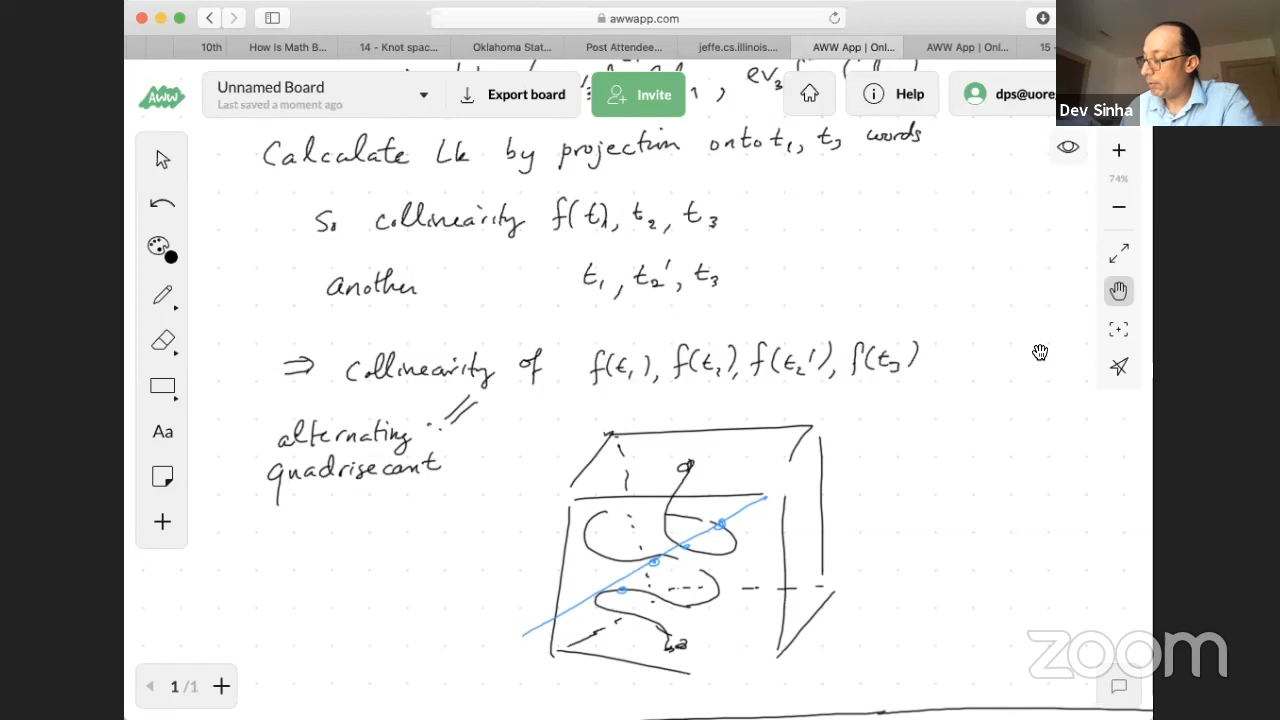 awwapp.com
10th
How Is Math B...
14 - Knot spac...
Oklahoma Stat...
Post Attendee...
jeffe.cs.illinois....
AWW App | Onl...
AWW App | Onl...
15 -
AWW
Unnamed Board
Last saved a moment ago
Export board
Invite
Help
dps@uore
Dev Sinha
74%
Calculate Lk by projection onto t1, t3 words
So collinearity f(t), t2, t3
another t1, t2', t3
⇒ collinearity of f(t1), f(t2), f(t2'), f(t3)
alternating
quadrisecant
Aa
1/1
zoom